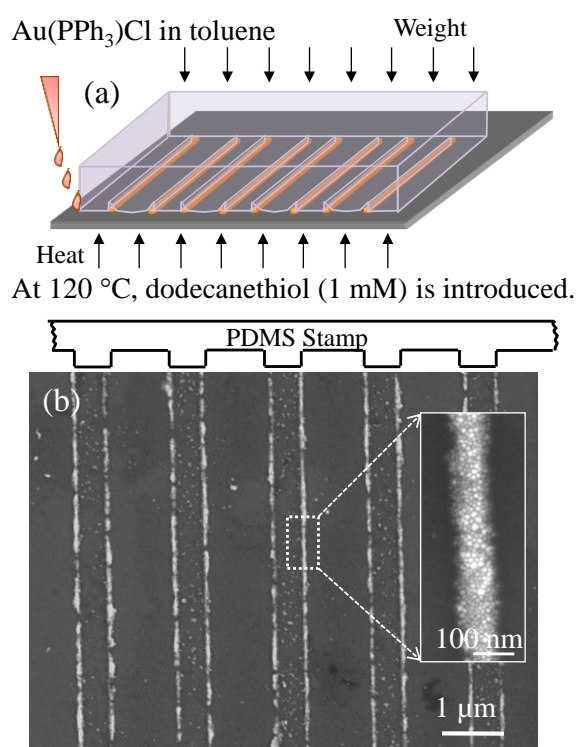 Au(PPh₃)Cl in toluene
Weight
(a)
Heat
At 120 °C, dodecanethiol (1 mM) is introduced.
PDMS Stamp
(b)
100 nm
1 µm